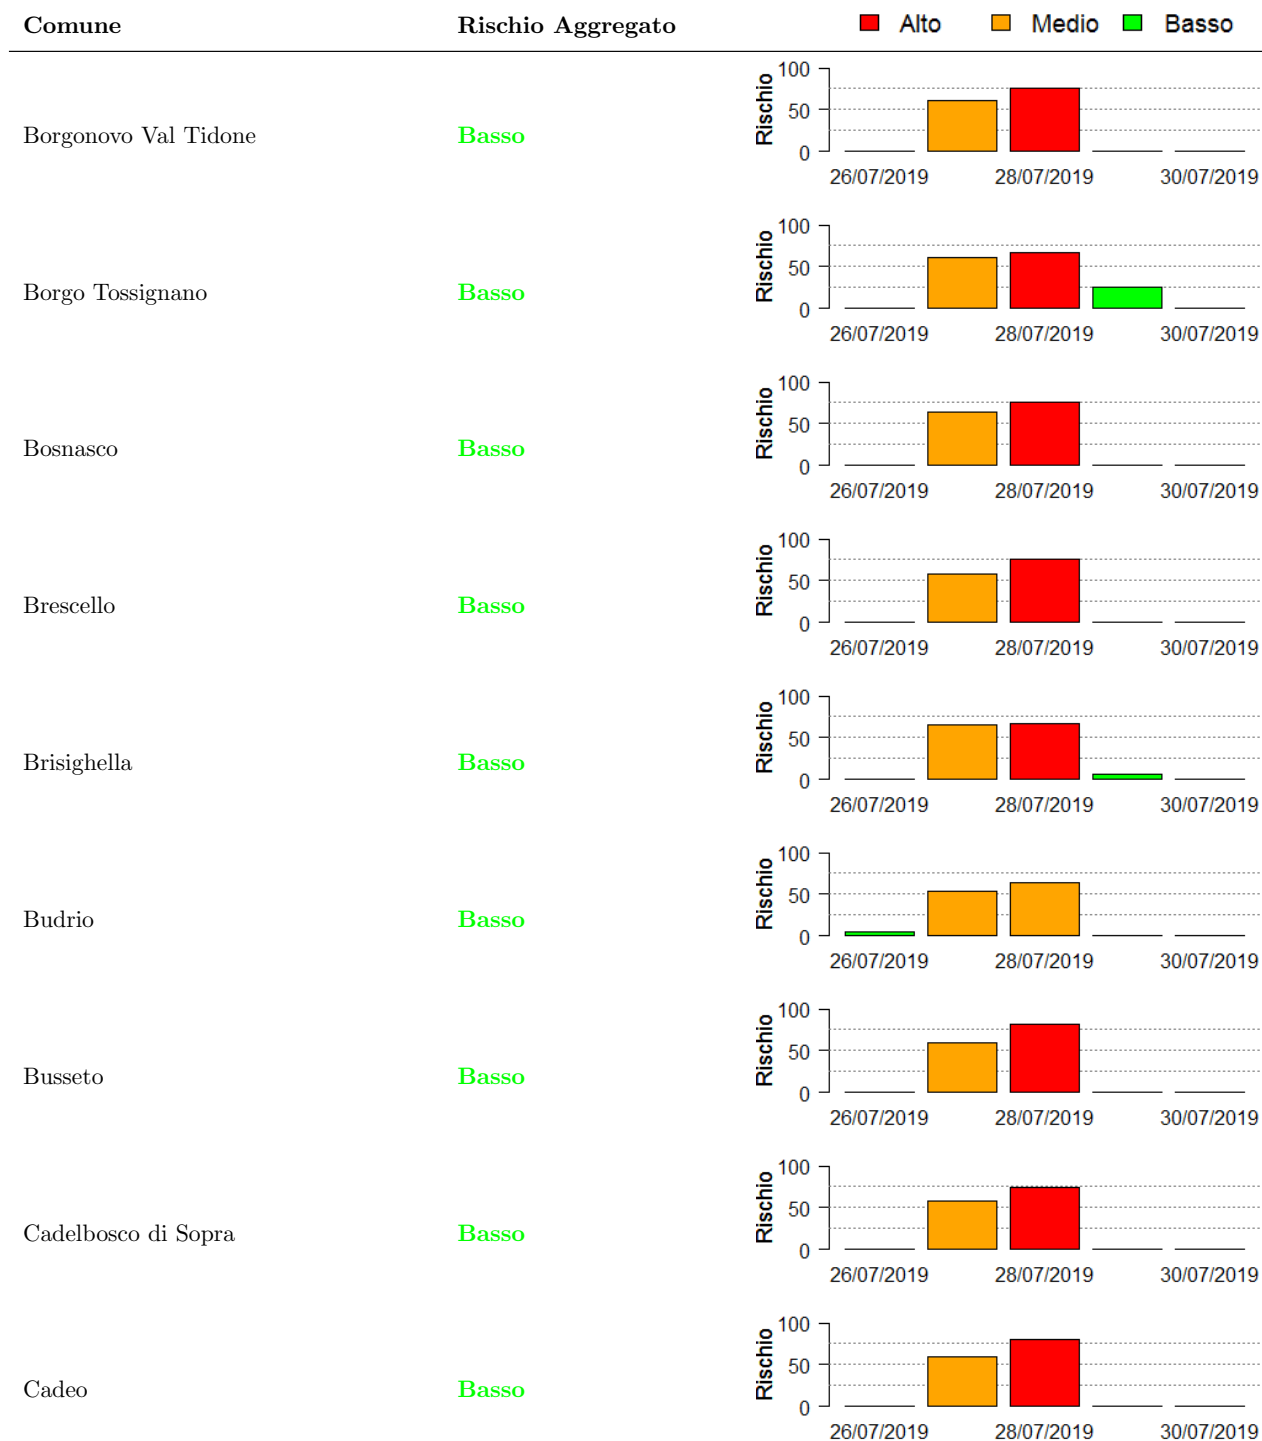 Comune Rischio Aggregato Alto Medio Basso
100
50
0
Rischio
Borgonovo Val Tidone Basso
26/07/2019 28/07/2019 30/07/2019
100
50
0
Rischio
Borgo Tossignano Basso
26/07/2019 28/07/2019 30/07/2019
100
50
0
Rischio
Bosnasco Basso
26/07/2019 28/07/2019 30/07/2019
100
50
0
Rischio
Brescello Basso
26/07/2019 28/07/2019 30/07/2019
100
50
0
Rischio
Brisighella Basso
26/07/2019 28/07/2019 30/07/2019
100
50
0
Rischio
Budrio Basso
26/07/2019 28/07/2019 30/07/2019
100
50
0
Rischio
Busseto Basso
26/07/2019 28/07/2019 30/07/2019
100
50
0
Rischio
Cadelbosco di Sopra Basso
26/07/2019 28/07/2019 30/07/2019
100
50
0
Rischio
Cadeo Basso
26/07/2019 28/07/2019 30/07/2019